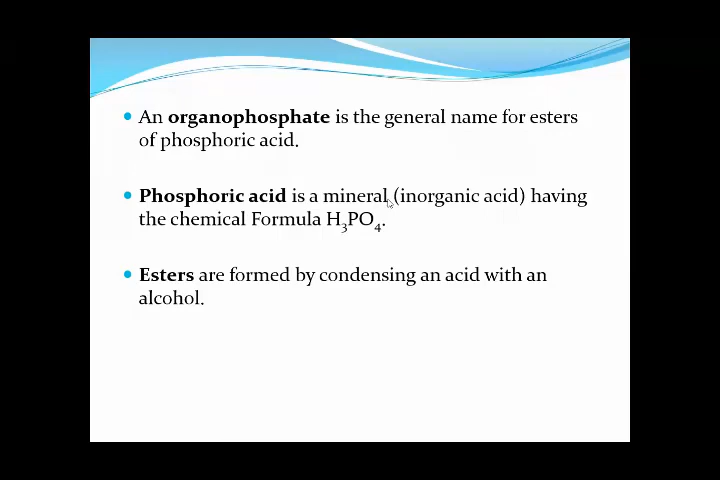 An organophosphate is the general name for esters
of phosphoric acid.
Phosphoric acid is a mineral (inorganic acid) having
the chemical Formula H₃PO₄.
Esters are formed by condensing an acid with an
alcohol.